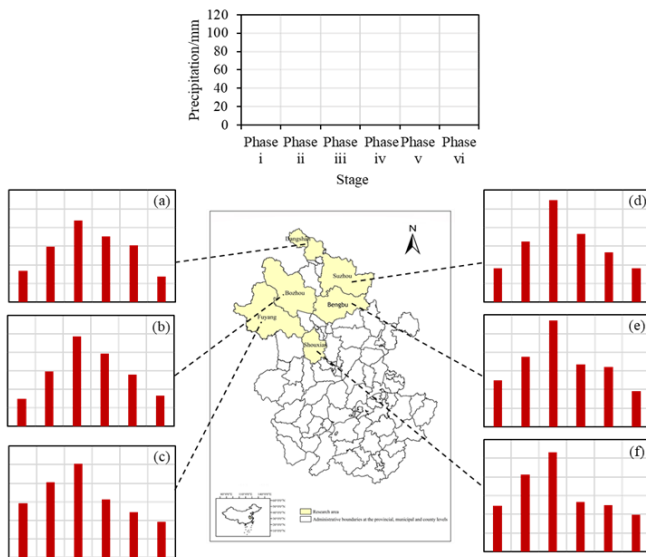 Precipitation/mm
120
100
80
60
40
20
0
Phase i
Phase ii
Phase iii
Phase iv
Phase v
Phase vi
Stage
(a)
(b)
(c)
(d)
(e)
(f)
N
Dangshan
Suzhou
Bozhou
Bengbu
Fuyang
Shouxian
Research area
Administrative boundaries at the provincial, municipal and county levels